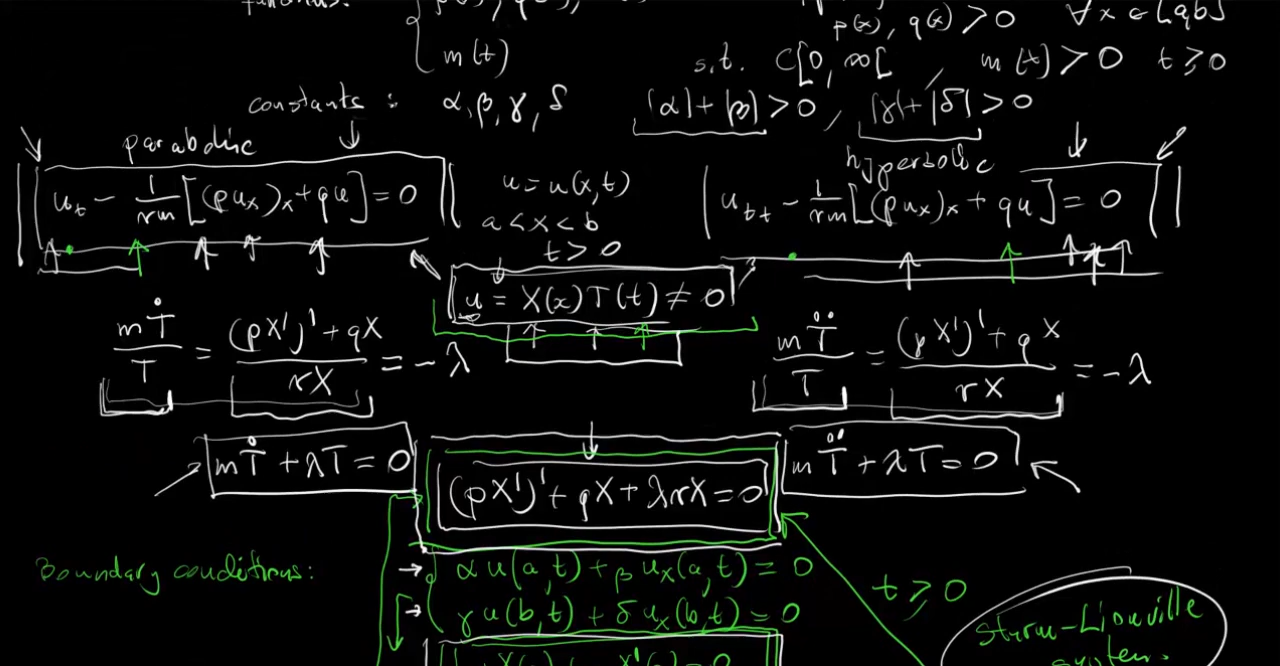 m(t)
p(x), q(x) > 0 ∀x ∈ [a,b]
s.t. C[0, ∞[ m(t) > 0 t ≥ 0
constants : α, β, γ, δ |α| + |β| > 0 , |γ| + |δ| > 0
parabolic
hyperbolic
u_t − 1/rm [(pu_x)_x + qu] = 0
u = u(x,t)
a < x < b
t > 0
u_tt − 1/rm [(pu_x)_x + qu] = 0
u = X(x)T(t) ≠ 0
mṪ/T = ((pX')' + qX)/rX = −λ
mT̈/T = ((pX')' + qX)/rX = −λ
mṪ + λT = 0
(pX')' + qX + λrX = 0
mT̈ + λT = 0
Boundary conditions:
αu(a,t) + βu_x(a,t) = 0
γu(b,t) + δu_x(b,t) = 0
t ≥ 0
Sturm-Liouville
system.